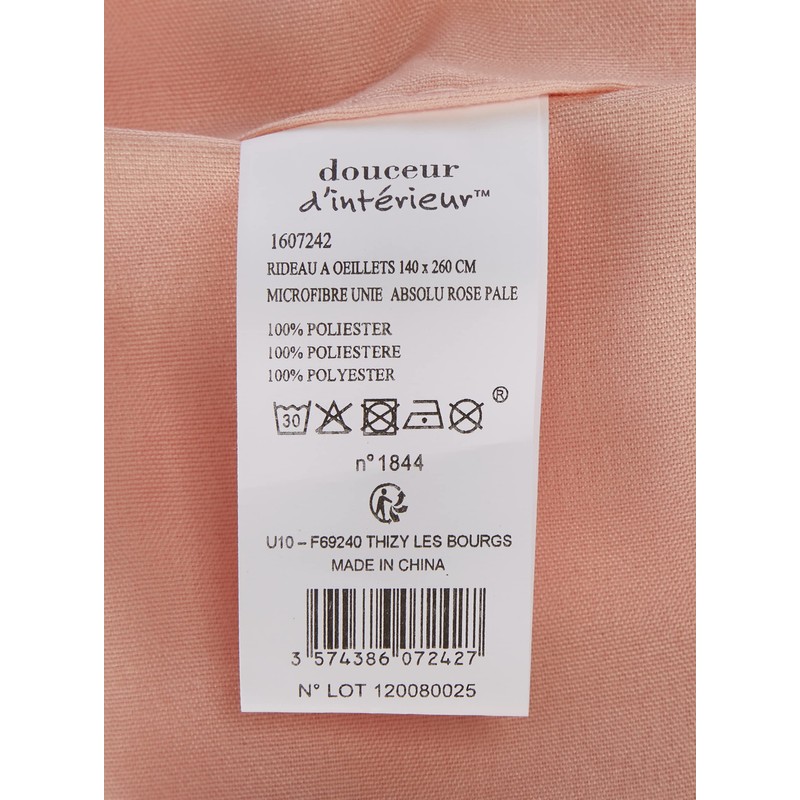 douceur
d'intérieur™
1607242
RIDEAU A OEILLETS 140 x 260 CM
MICROFIBRE UNIE ABSOLU ROSE PALE
100% POLIESTER
100% POLIESTERE
100% POLYESTER
30 ®
n°1844
U10 – F69240 THIZY LES BOURGS
MADE IN CHINA
3 574386 072427
N° LOT 120080025